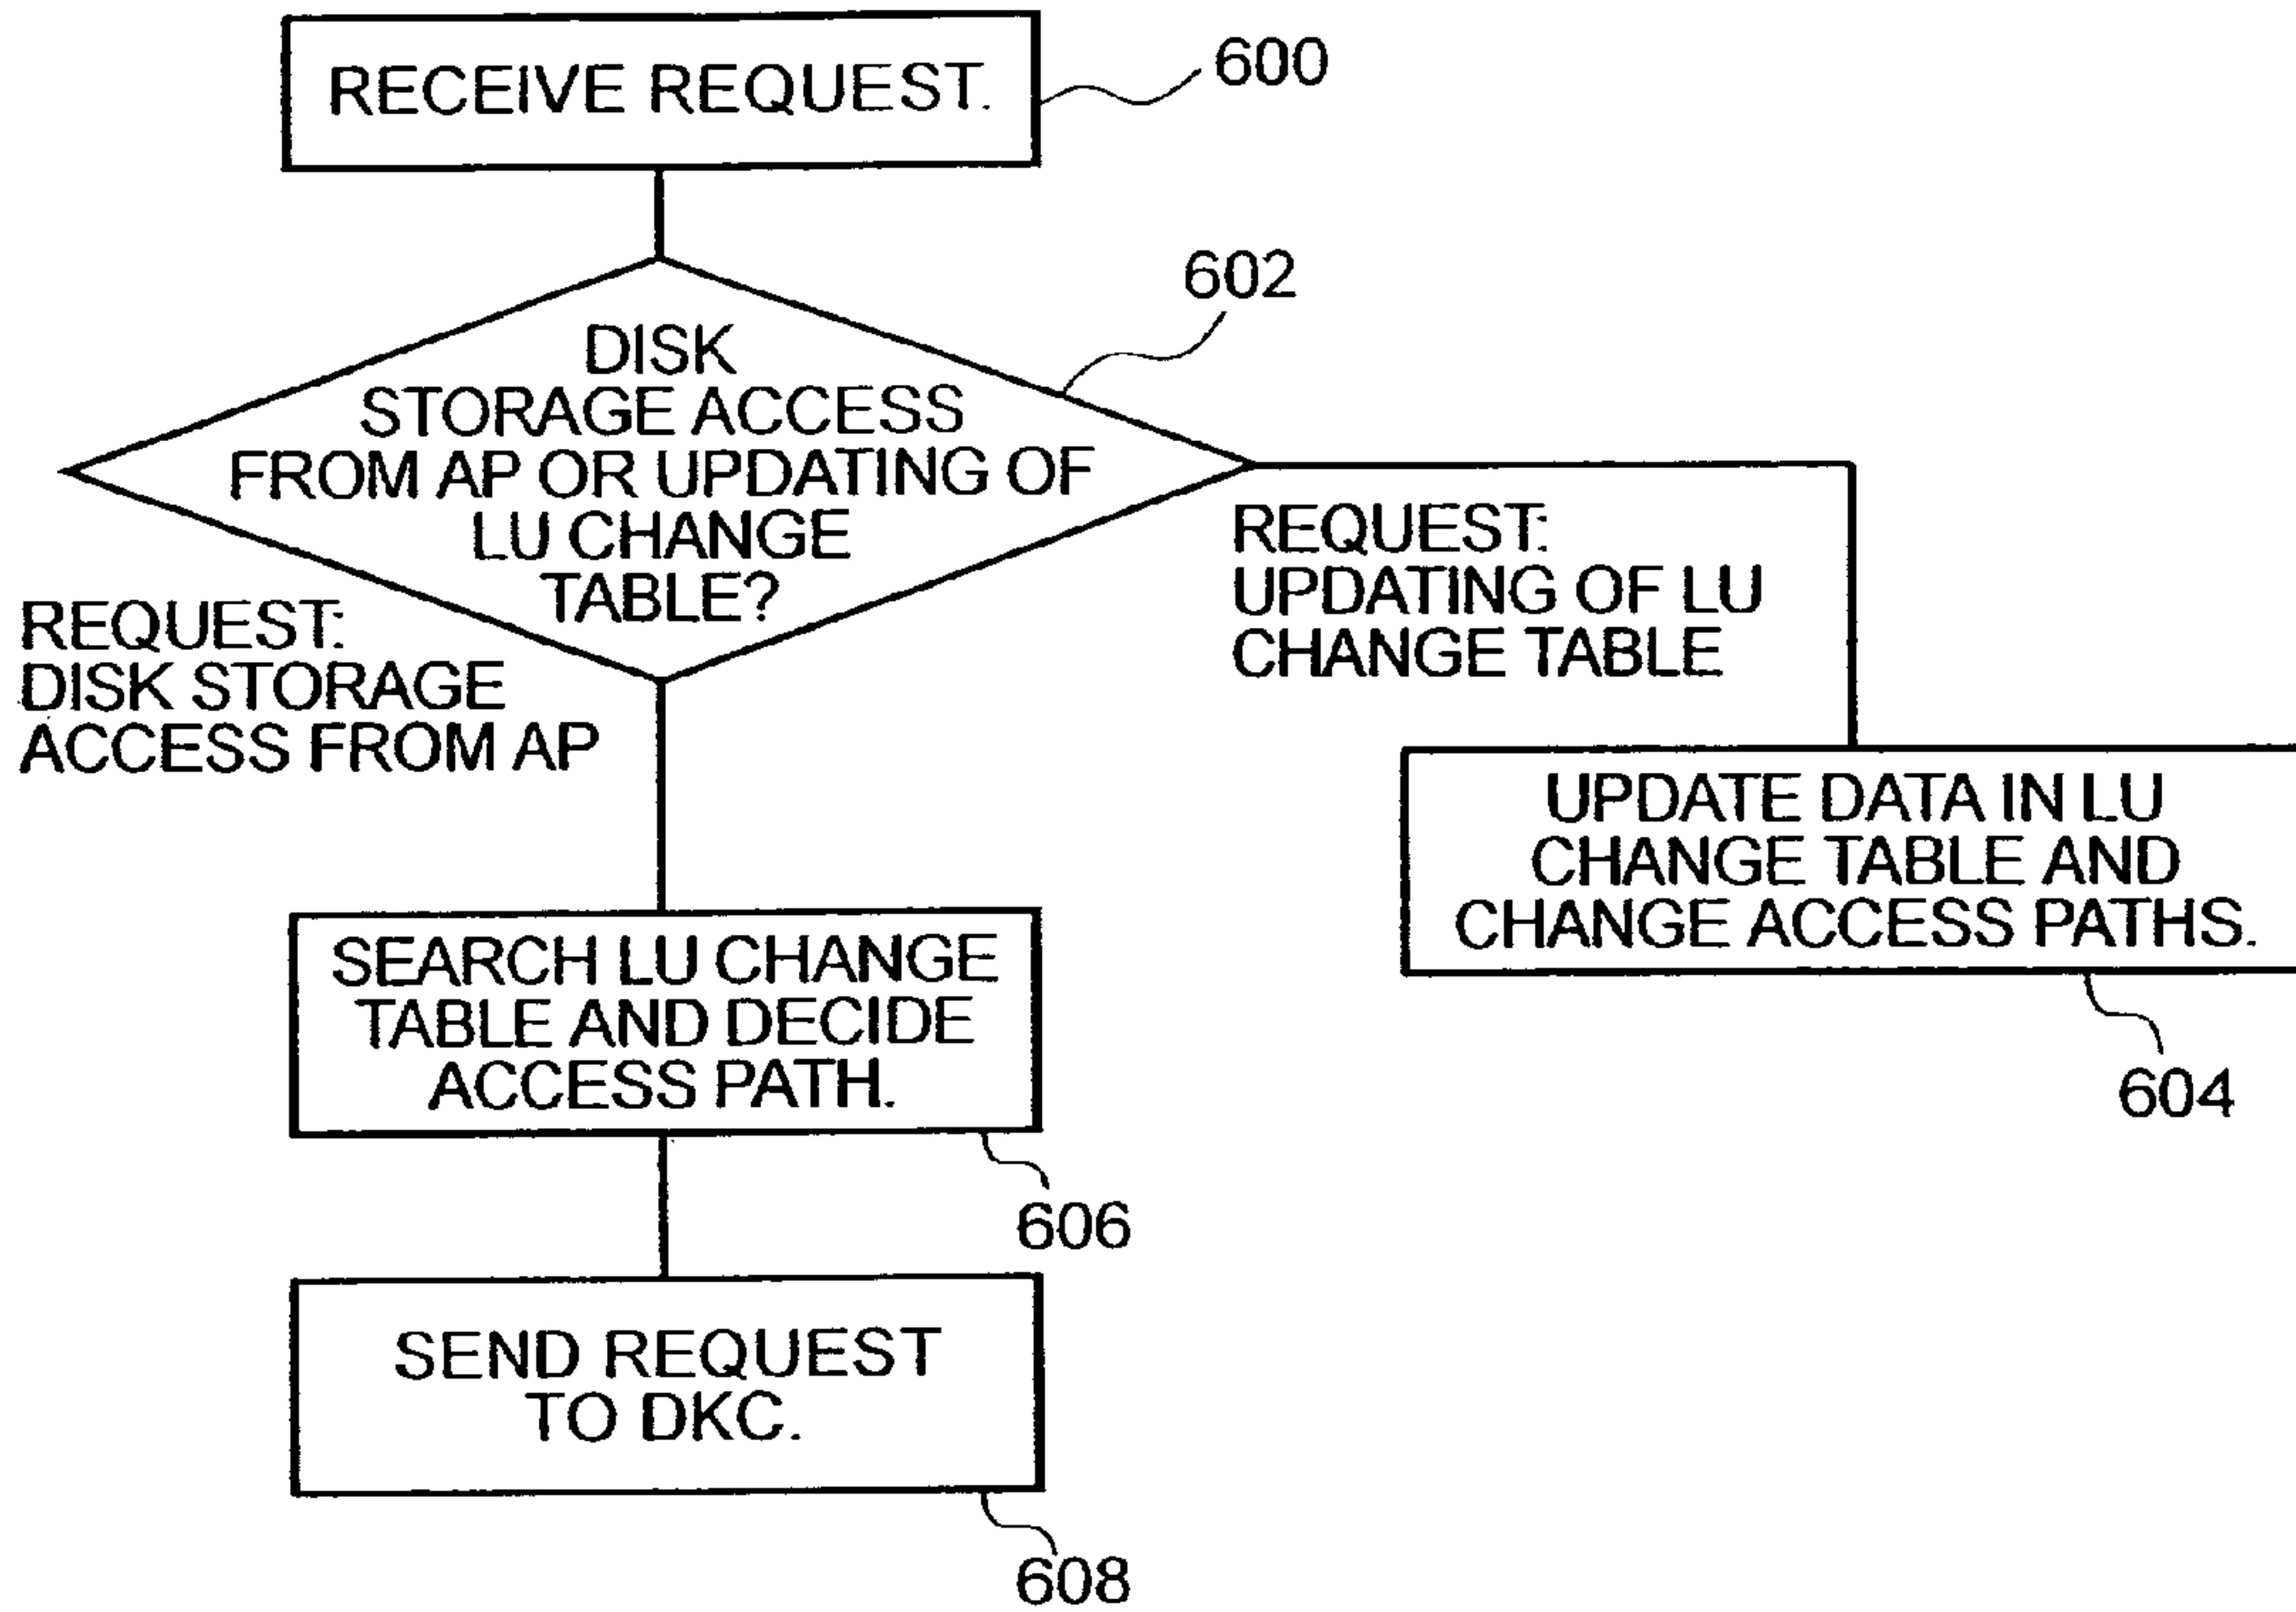 RECEIVE REQUEST.
600
602
DISK
STORAGE ACCESS
FROM AP OR UPDATING OF
LU CHANGE
TABLE?
REQUEST:
UPDATING OF LU
CHANGE TABLE
REQUEST:
DISK STORAGE
ACCESS FROM AP
UPDATE DATA IN LU
CHANGE TABLE AND
CHANGE ACCESS PATHS.
604
SEARCH LU CHANGE
TABLE AND DECIDE
ACCESS PATH.
606
SEND REQUEST
TO DKC.
608